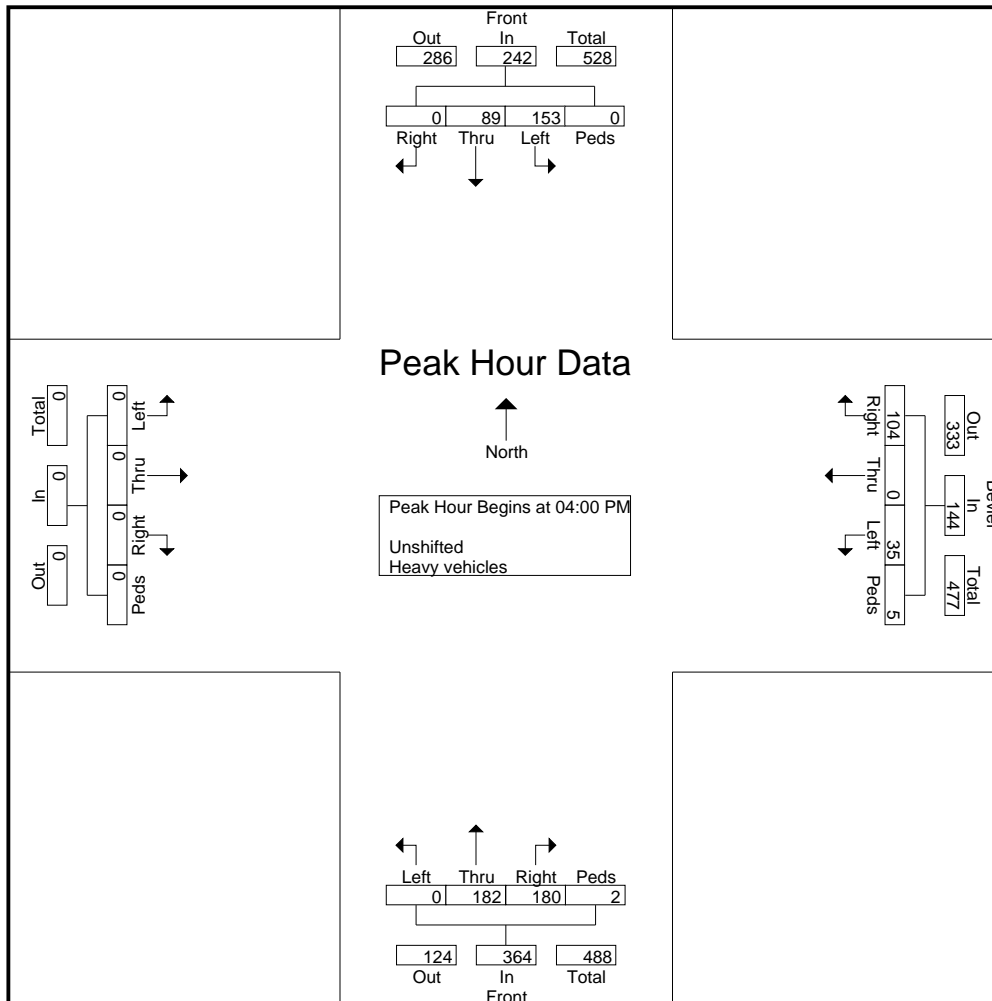 Front
Out In Total
286 242 528
0 89 153 0
Right Thru Left Peds
Peak Hour Data
North
Peak Hour Begins at 04:00 PM
Unshifted
Heavy vehicles
Total In Out
0 0 0
0 0 0 0
Left Thru Right Peds
Right Thru Left Peds
104 0 35 5
333 144 477
Out In Total
Left Thru Right Peds
0 182 180 2
124 364 488
Out In Total
Front